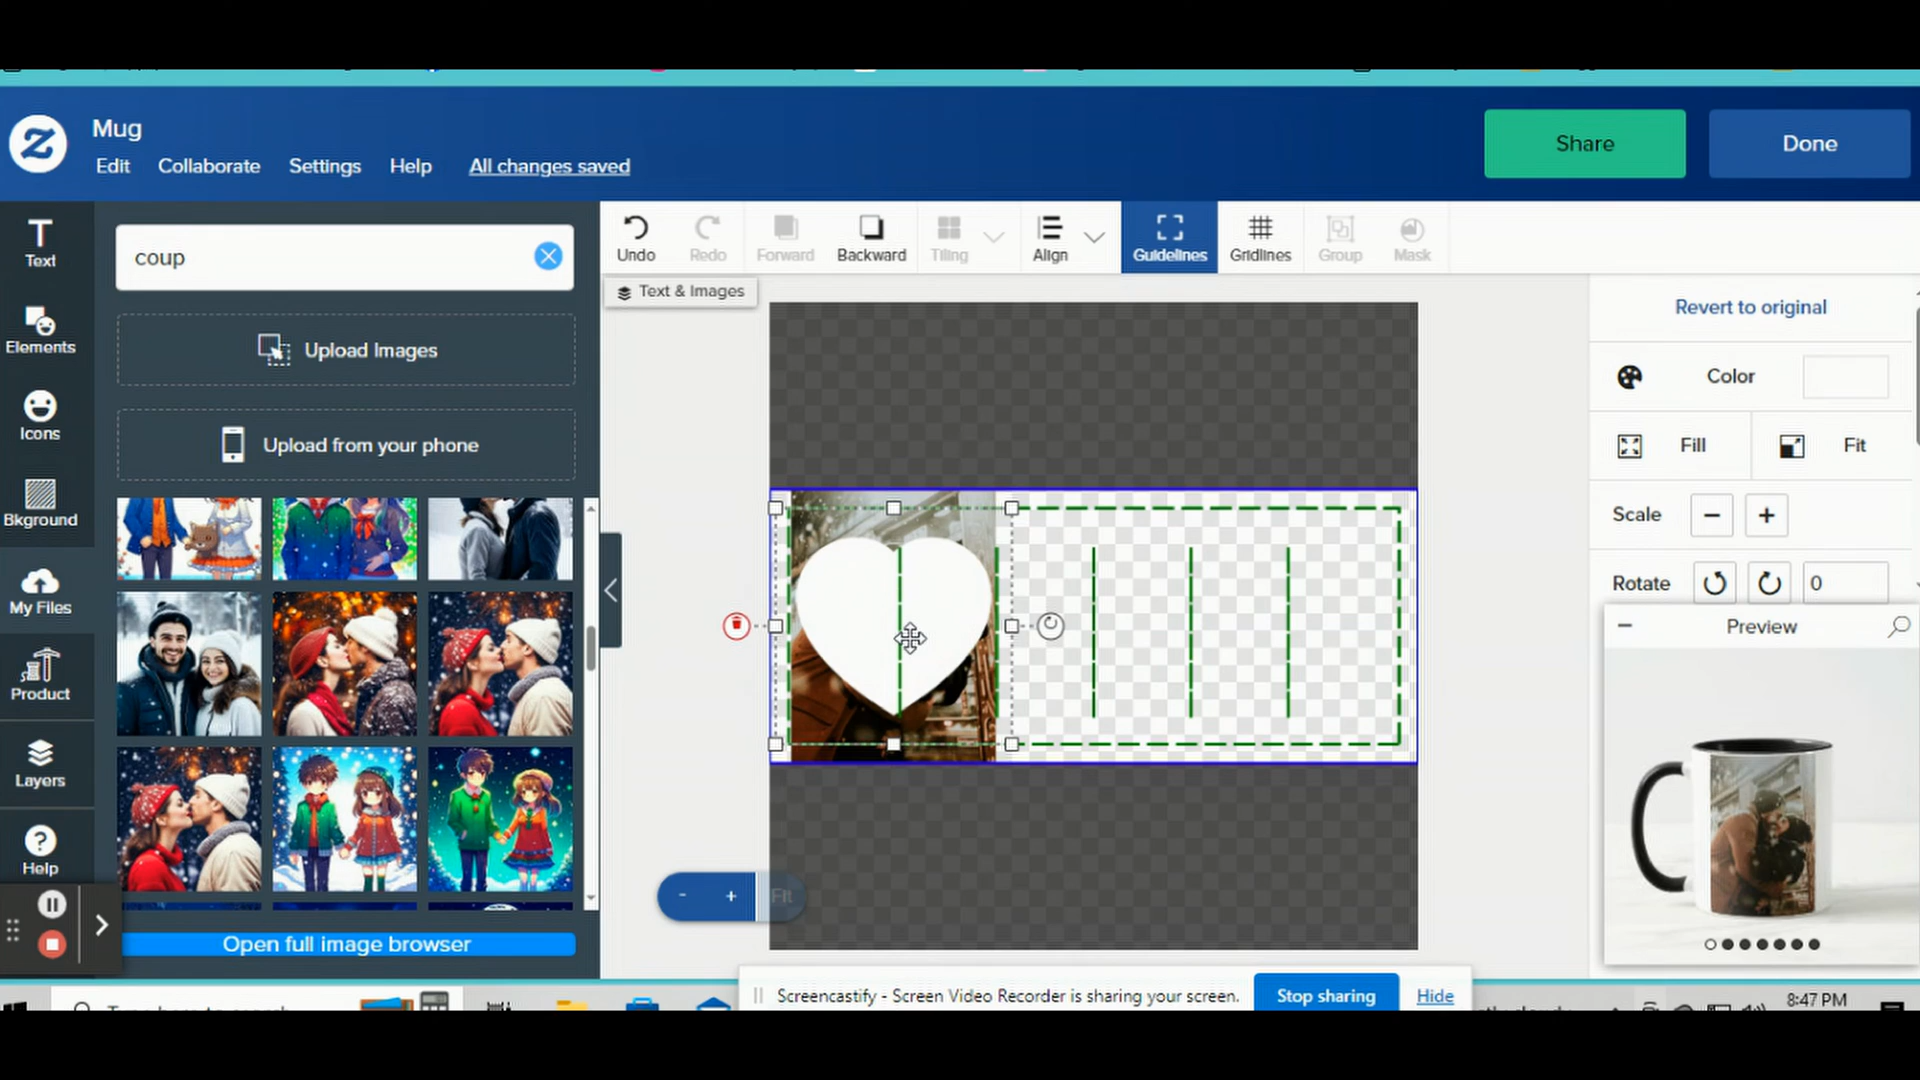 Mug
Edit Collaborate Settings Help All changes saved
Share
Done
Text
Elements
Icons
Bkground
My Files
Product
Layers
Help
coup
Upload Images
Upload from your phone
Open full image browser
Undo Redo Forward Backward Tiling Align Guidelines Gridlines Group Mask
Text & Images
- + Fit
Revert to original
Color
Fill Fit
Scale
Rotate 0
Preview
Screencastify - Screen Video Recorder is sharing your screen. Stop sharing Hide
8:47 PM